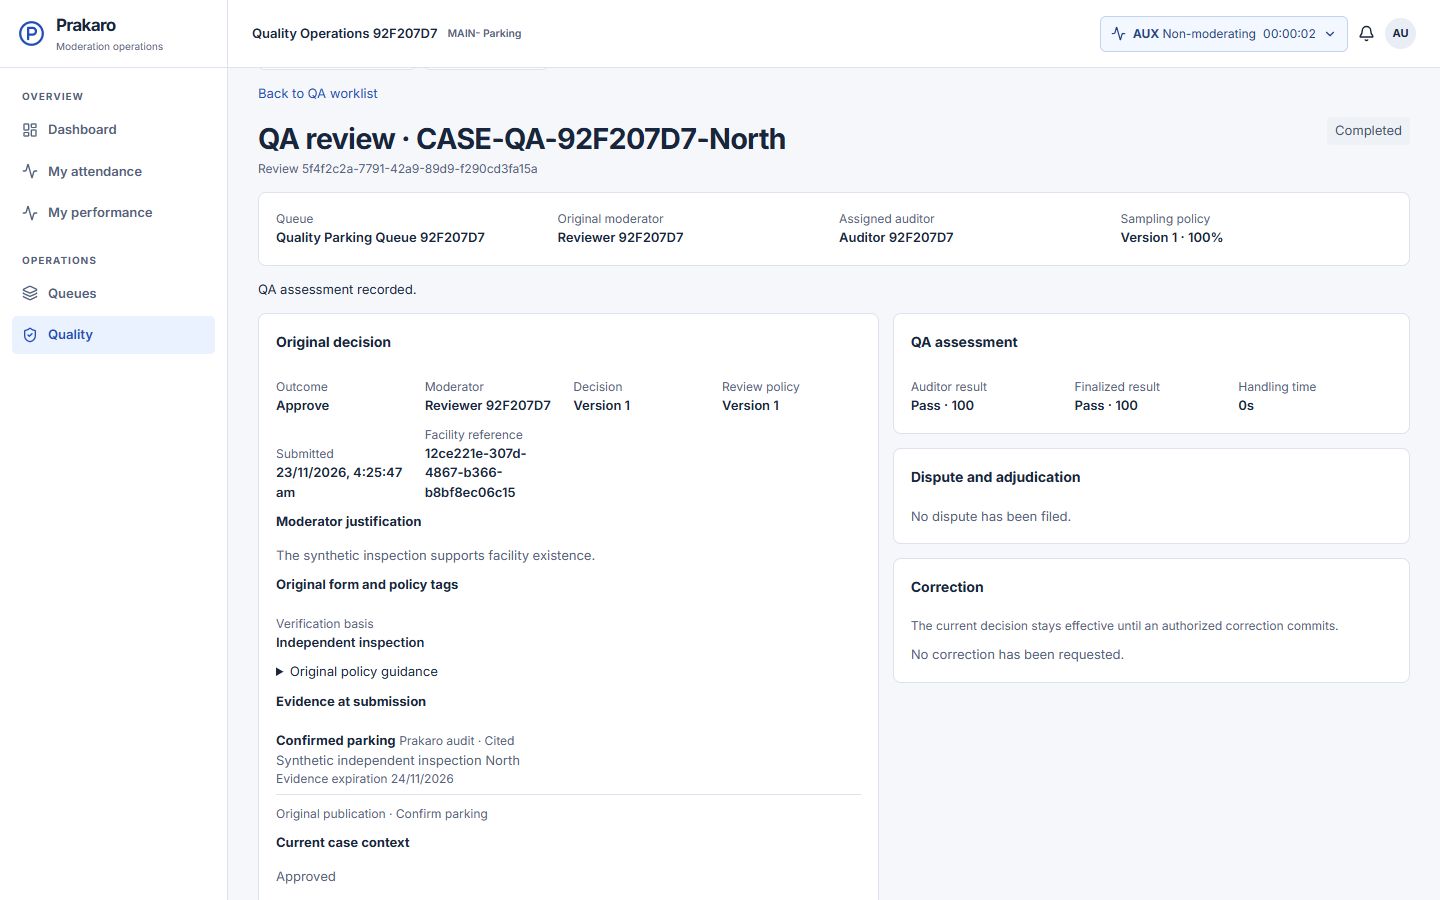 Prakaro
Moderation operations
Quality Operations 92F207D7 MAIN- Parking
AUX Non-moderating 00:00:02
AU
OVERVIEW
Dashboard
My attendance
My performance
OPERATIONS
Queues
Quality
Back to QA worklist
QA review · CASE-QA-92F207D7-North
Completed
Review 5f4f2c2a-7791-42a9-89d9-f290cd3fa15a
Queue
Quality Parking Queue 92F207D7
Original moderator
Reviewer 92F207D7
Assigned auditor
Auditor 92F207D7
Sampling policy
Version 1 · 100%
QA assessment recorded.
Original decision
Outcome
Approve
Moderator
Reviewer 92F207D7
Decision
Version 1
Review policy
Version 1
Submitted
23/11/2026, 4:25:47
am
Facility reference
12ce221e-307d-
4867-b366-
b8bf8ec06c15
Moderator justification
The synthetic inspection supports facility existence.
Original form and policy tags
Verification basis
Independent inspection
Original policy guidance
Evidence at submission
Confirmed parking Prakaro audit · Cited
Synthetic independent inspection North
Evidence expiration 24/11/2026
Original publication · Confirm parking
Current case context
Approved
QA assessment
Auditor result
Pass · 100
Finalized result
Pass · 100
Handling time
0s
Dispute and adjudication
No dispute has been filed.
Correction
The current decision stays effective until an authorized correction commits.
No correction has been requested.